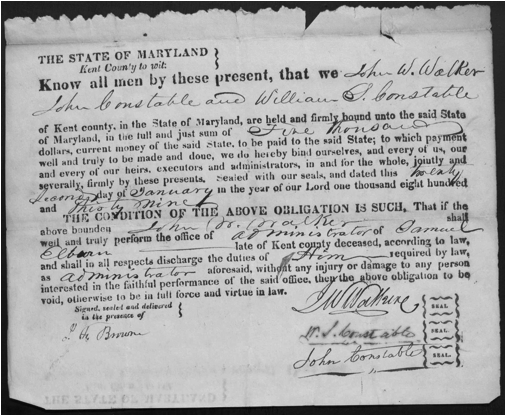 THE STATE OF MARYLAND
Kent County to wit:
Know all men by these present, that we John W. Walker
John Constable and William S. Constable
of Kent county, in the State of Maryland, are held and firmly bound unto the said State
of Maryland, in the full and just sum of Five thousand
dollars, current money of the said State, to be paid to the said State; to which payment
well and truly to be made and done, we do hereby bind ourselves, and every of us, our
and every of our heirs, executors and administrators, in and for the whole, jointly and
severally, firmly by these presents. Sealed with our seals, and dated this twenty
second day of January in the year of our Lord one thousand eight hundred
and Thirty nine
THE CONDITION OF THE ABOVE OBLIGATION IS SUCH, That if the
above bounden John W. Walker shall
well and truly perform the office of administrator of Samuel
late of Kent county deceased, according to law,
and shall in all respects discharge the duties of Him required by law,
as administrator aforesaid, without any injury or damage to any person
interested in the faithful performance of the said office, then the above obligation to be
void, otherwise to be in full force and virtue in law.
Signed, sealed and delivered
in the presence of
Browne
JW Walker SEAL.
W. S. Constable SEAL.
John Constable SEAL.